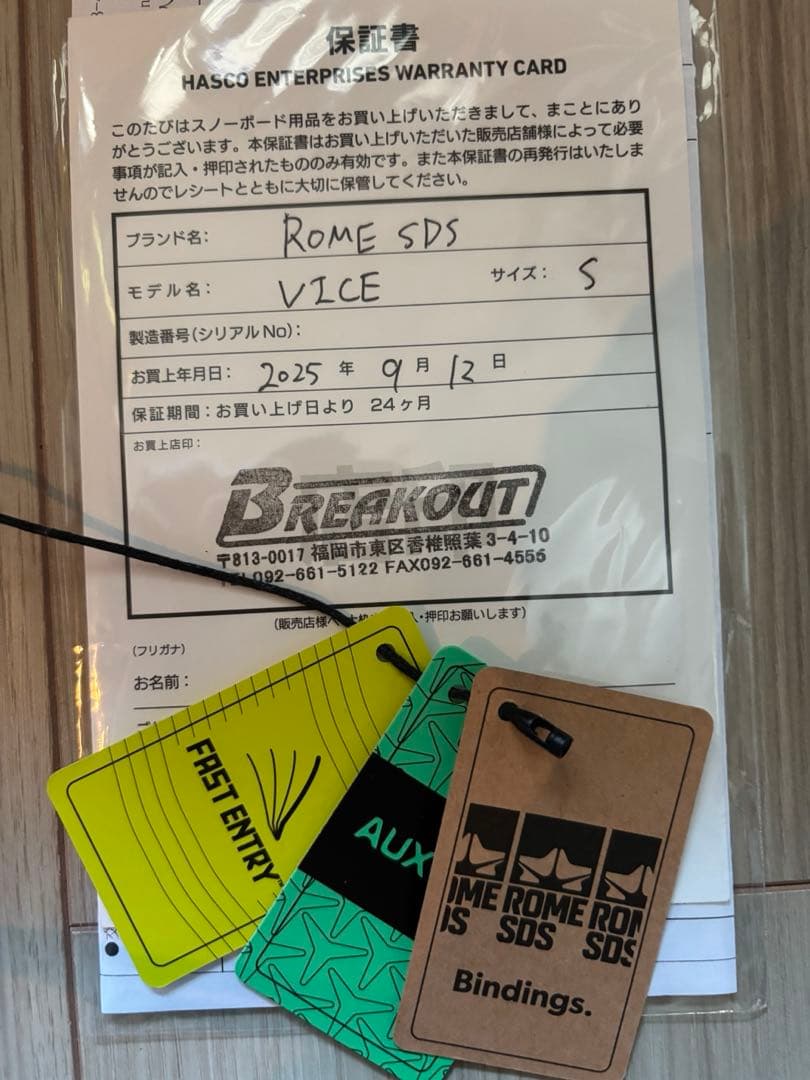 保証書
HASCO ENTERPRISES WARRANTY CARD
このたびはスノーボード用品をお買い上げいただきまして、まことにあり
がとうございます。本保証書はお買い上げいただいた販売店舗様によって必要
事項が記入・押印されたもののみ有効です。また本保証書の再発行はいたしま
せんのでレシートとともに大切に保管してください。
ブランド名: ROME SDS
モデル名: VICE サイズ: S
製造番号(シリアルNo):
お買上年月日: 2025 年 9 月 12 日
保証期間:お買い上げ日より 24ヶ月
お買上店印:
BREAKOUT
〒813-0017 福岡市東区香椎照葉 3-4-10
TEL092-661-5122 FAX092-661-4556
(販売店様へ 入・押印お願いします)
(フリガナ)
お名前:
FAST ENTRY
AUX
ROME SDS
Bindings.